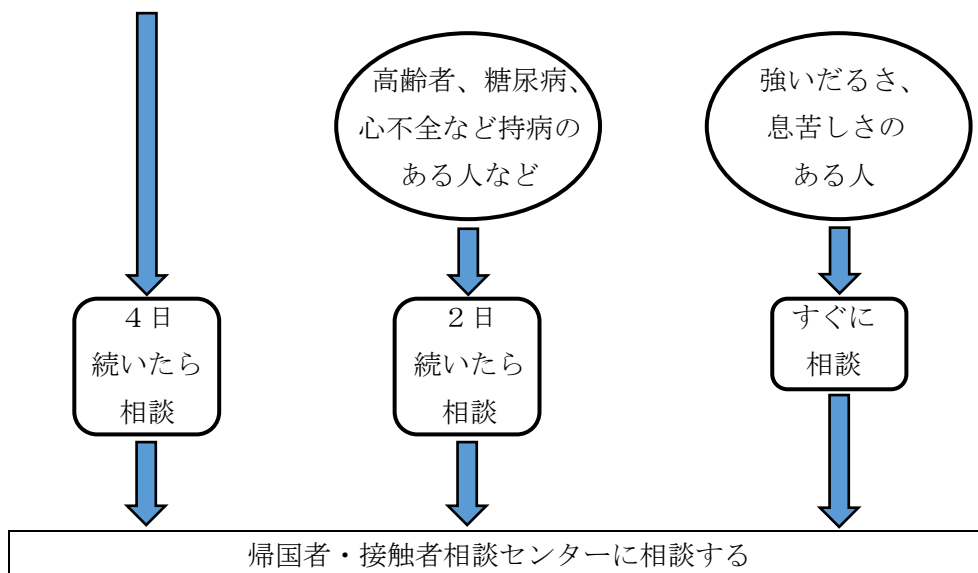 高齢者、糖尿病、
心不全など持病の
ある人など
強いだるさ、
息苦しさの
ある人
４日
続いたら
相談
２日
続いたら
相談
すぐに
相談
帰国者・接触者相談センターに相談する